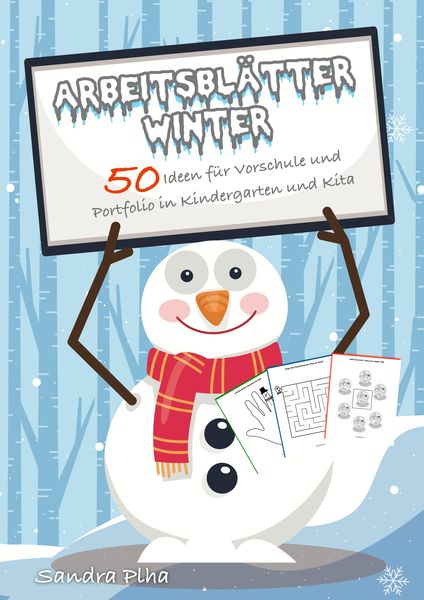 ARBEITSBLÄTTER
WINTER
50 Ideen für Vorschule und
Portfolio in Kindergarten und Kita
Sandra Plha